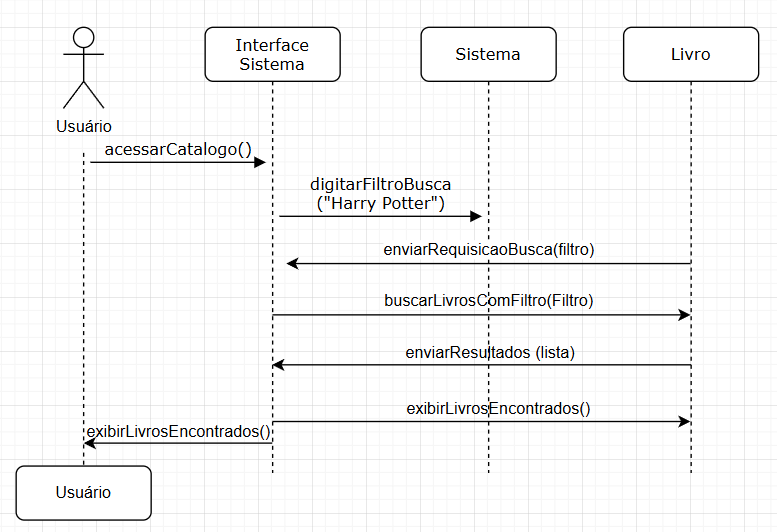 Interface
Sistema
Sistema
Livro
Usuário
acessarCatalogo()
digitarFiltroBusca
("Harry Potter")
enviarRequisicaoBusca(filtro)
buscarLivrosComFiltro(Filtro)
enviarResultados (lista)
exibirLivrosEncontrados()
exibirLivrosEncontrados()
Usuário